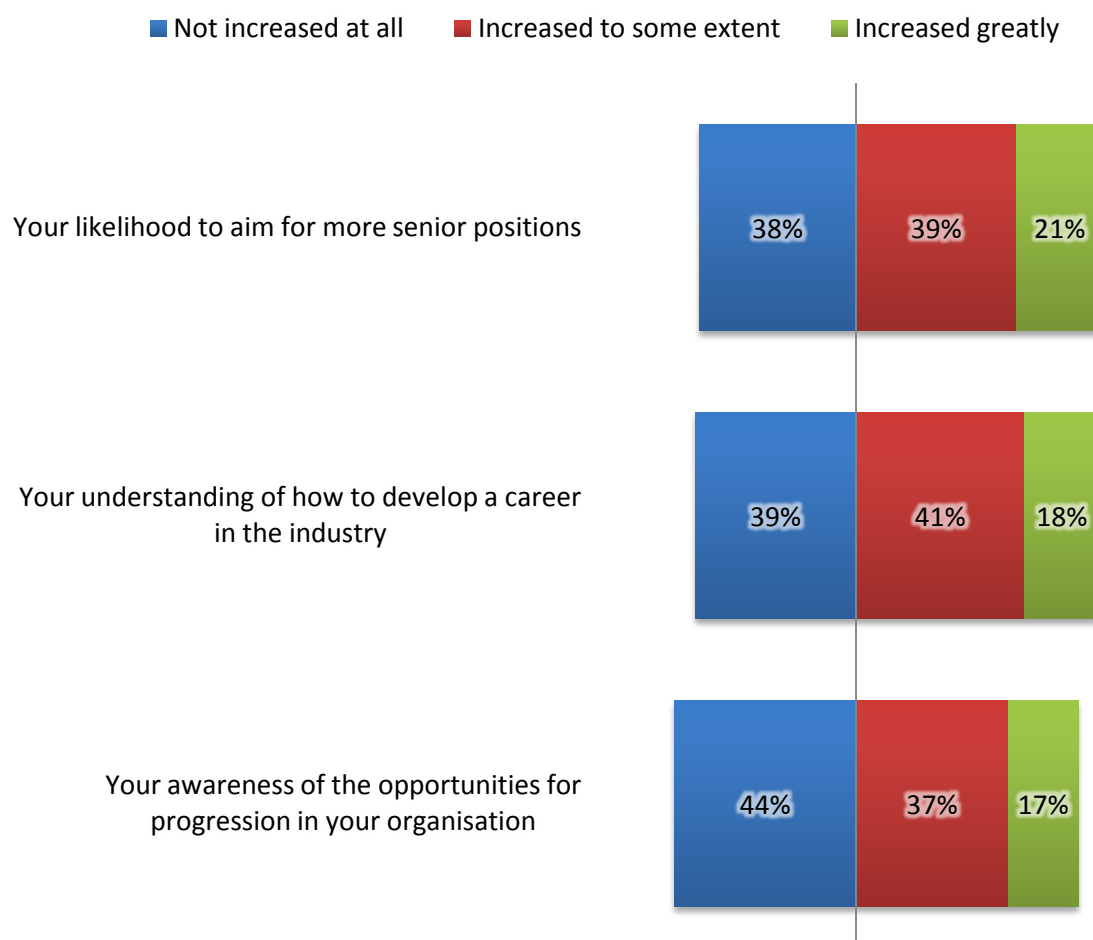 Not increased at all Increased to some extent Increased greatly
Your likelihood to aim for more senior positions 38% 39% 21%
Your understanding of how to develop a career
in the industry
39% 41% 18%
Your awareness of the opportunities for
progression in your organisation
44% 37% 17%